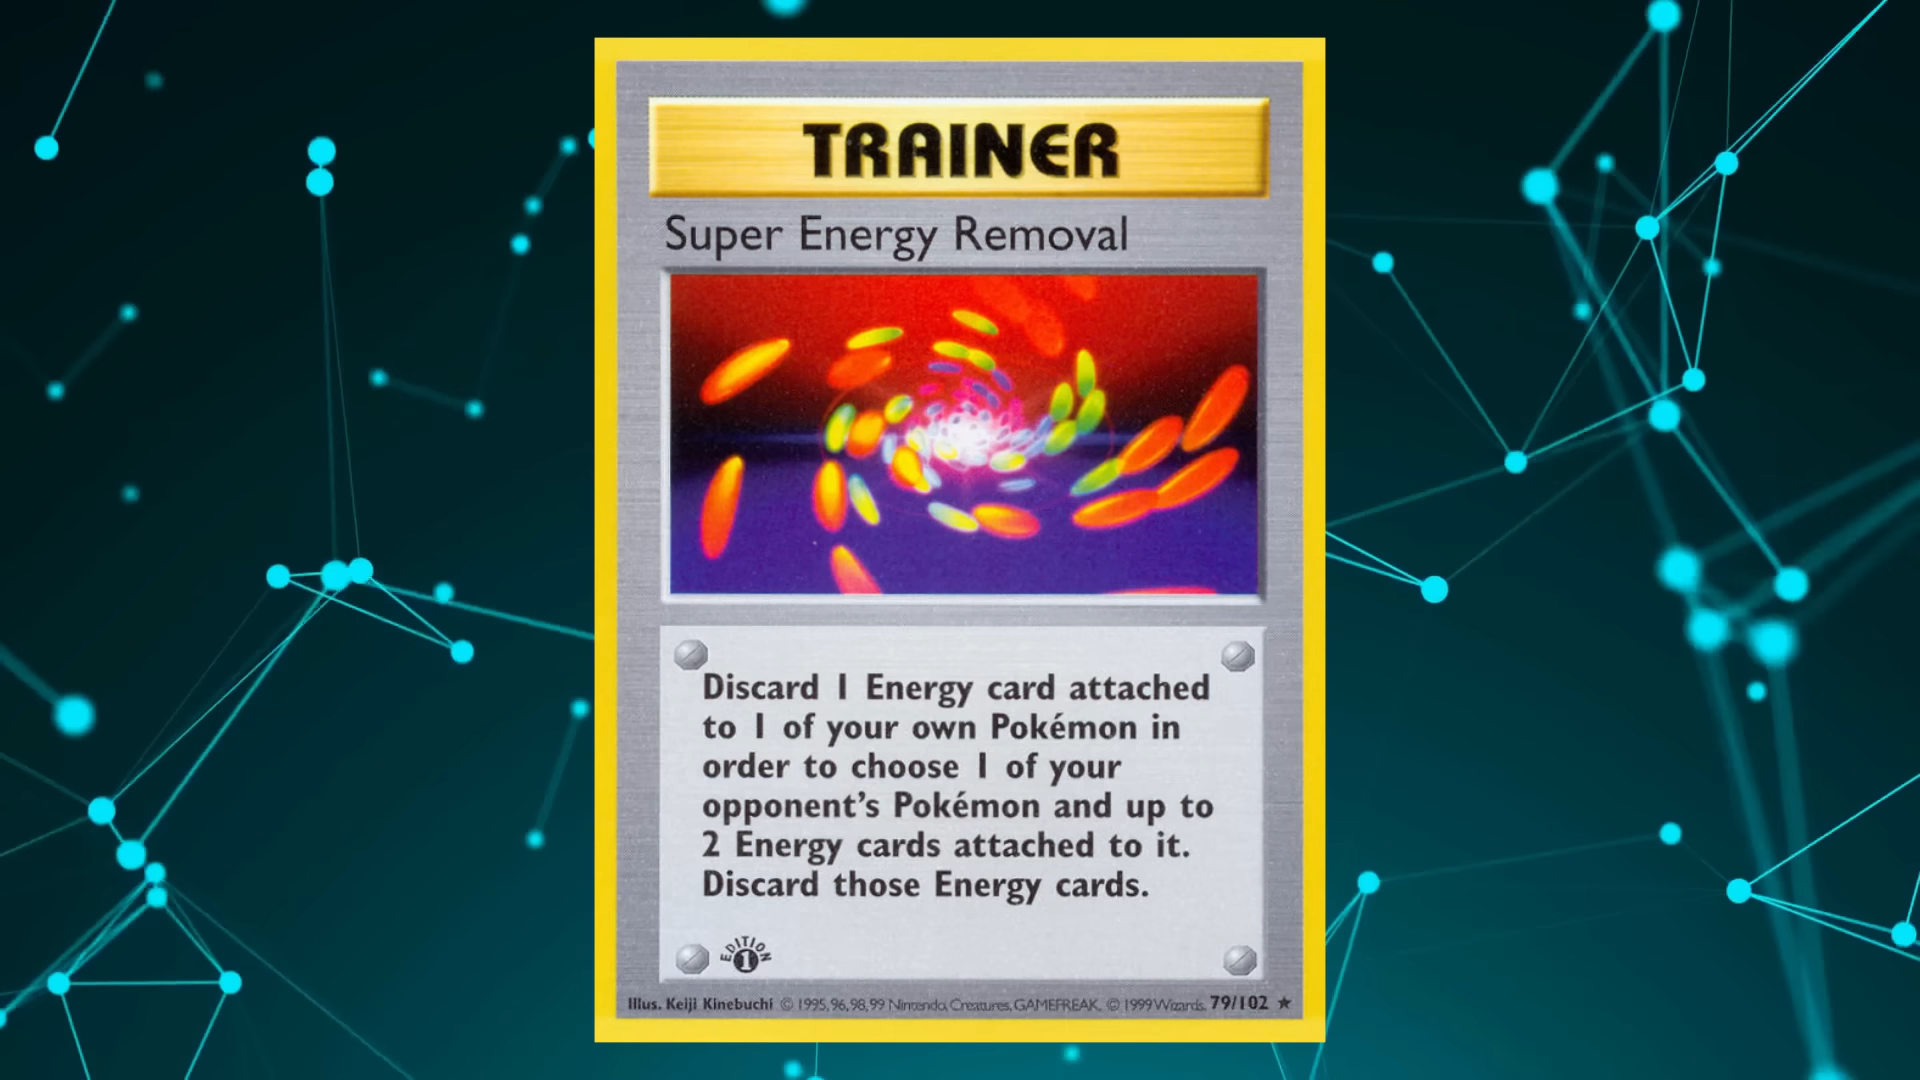 TRAINER
Super Energy Removal
Discard 1 Energy card attached
to 1 of your own Pokémon in
order to choose 1 of your
opponent's Pokémon and up to
2 Energy cards attached to it.
Discard those Energy cards.
EDITION
1
Illus. Keiji Kinebuchi © 1995, 96, 98, 99 Nintendo, Creatures, GAMEFREAK. © 1999 Wizards. 79/102 ★